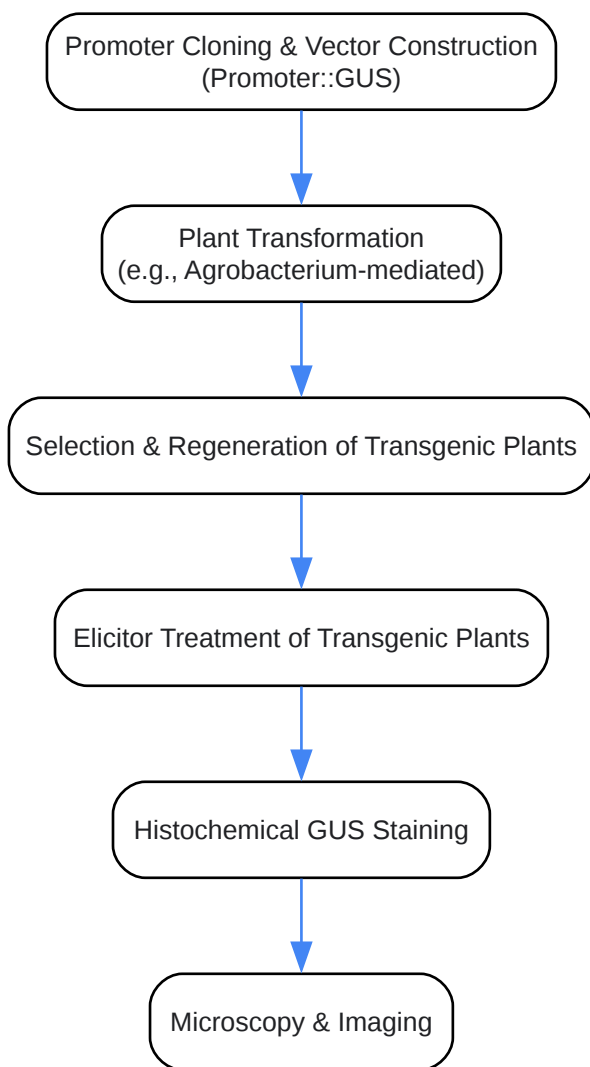 Promoter Cloning & Vector Construction
(Promoter::GUS)
Plant Transformation
(e.g., Agrobacterium-mediated)
Selection & Regeneration of Transgenic Plants
Elicitor Treatment of Transgenic Plants
Histochemical GUS Staining
Microscopy & Imaging